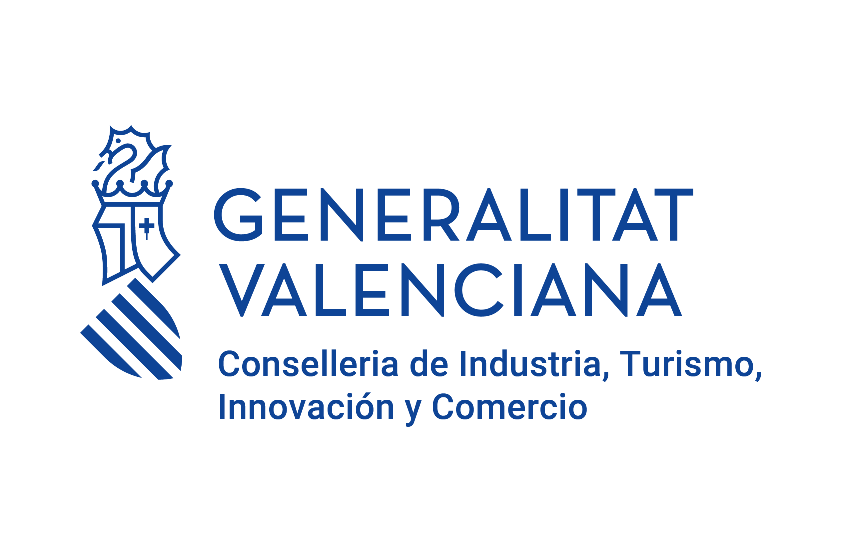 GENERALITAT
VALENCIANA
Conselleria de Industria, Turismo,
Innovación y Comercio